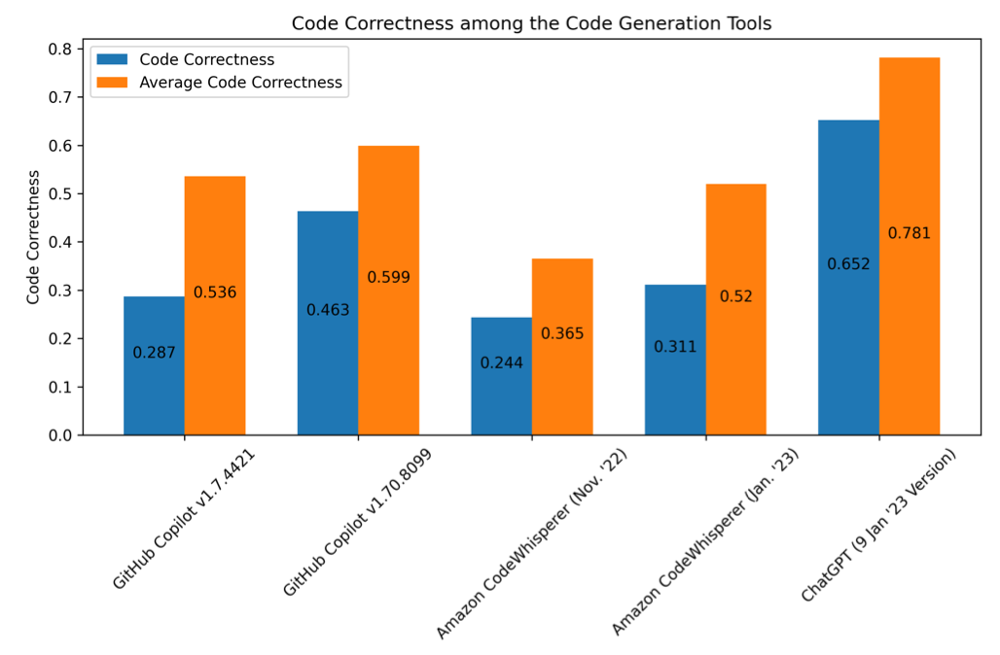 Code Correctness among the Code Generation Tools
Code Correctness
Average Code Correctness
Code Correctness
0.8
0.7
0.6
0.5
0.4
0.3
0.2
0.1
0.0
0.287
0.536
0.463
0.599
0.244
0.365
0.311
0.52
0.652
0.781
GitHub Copilot v1.7.4421
GitHub Copilot v1.70.8099
Amazon CodeWhisperer (Nov. '22)
Amazon CodeWhisperer (Jan. '23)
ChatGPT (9 Jan '23 Version)